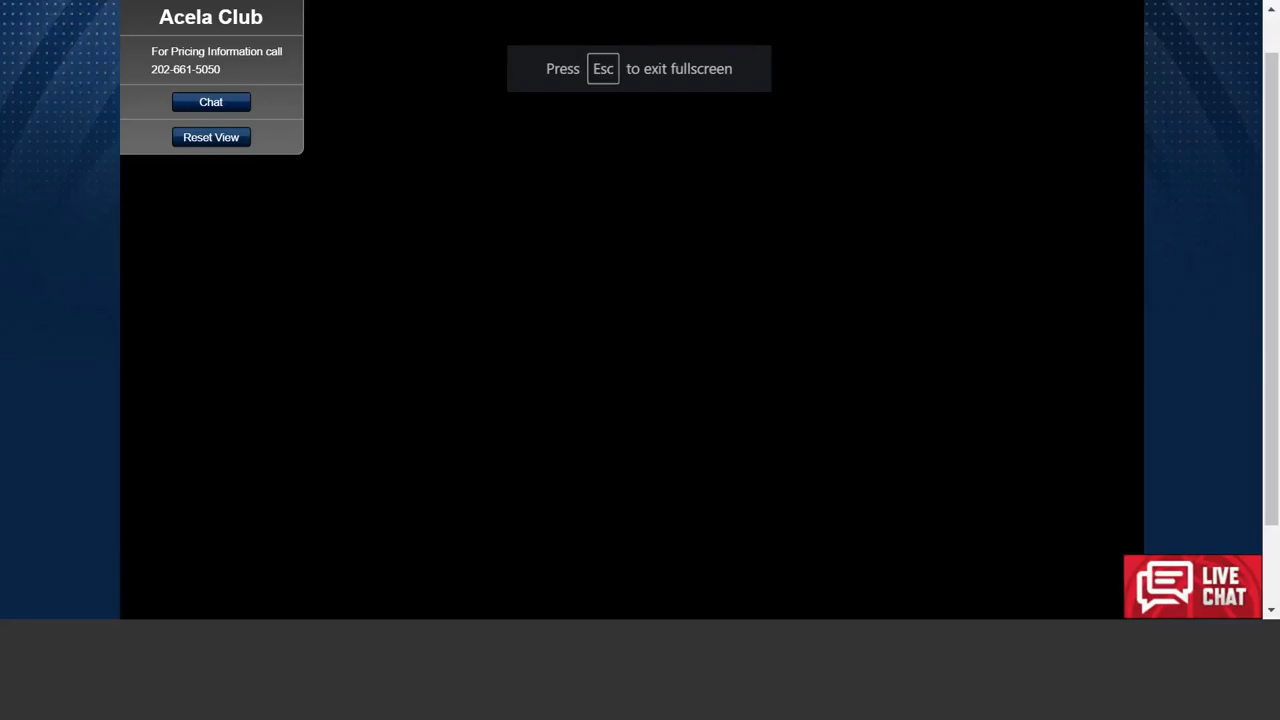 Acela Club
For Pricing Information call
202-661-5050
Chat
Reset View
Press Esc to exit fullscreen
LIVE
CHAT